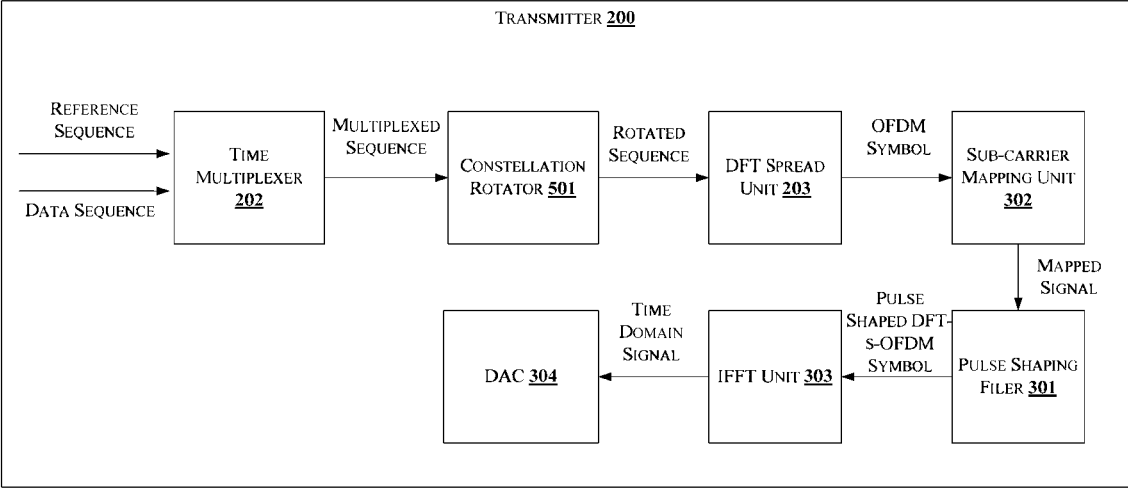 TRANSMITTER 200
REFERENCE
SEQUENCE
DATA SEQUENCE
TIME
MULTIPLEXER
202
MULTIPLEXED
SEQUENCE
CONSTELLATION
ROTATOR 501
ROTATED
SEQUENCE
DFT SPREAD
UNIT 203
OFDM
SYMBOL
SUB-CARRIER
MAPPING UNIT
302
MAPPED
SIGNAL
PULSE SHAPING
FILER 301
PULSE
SHAPED DFT-
S-OFDM
SYMBOL
IFFT UNIT 303
TIME
DOMAIN
SIGNAL
DAC 304